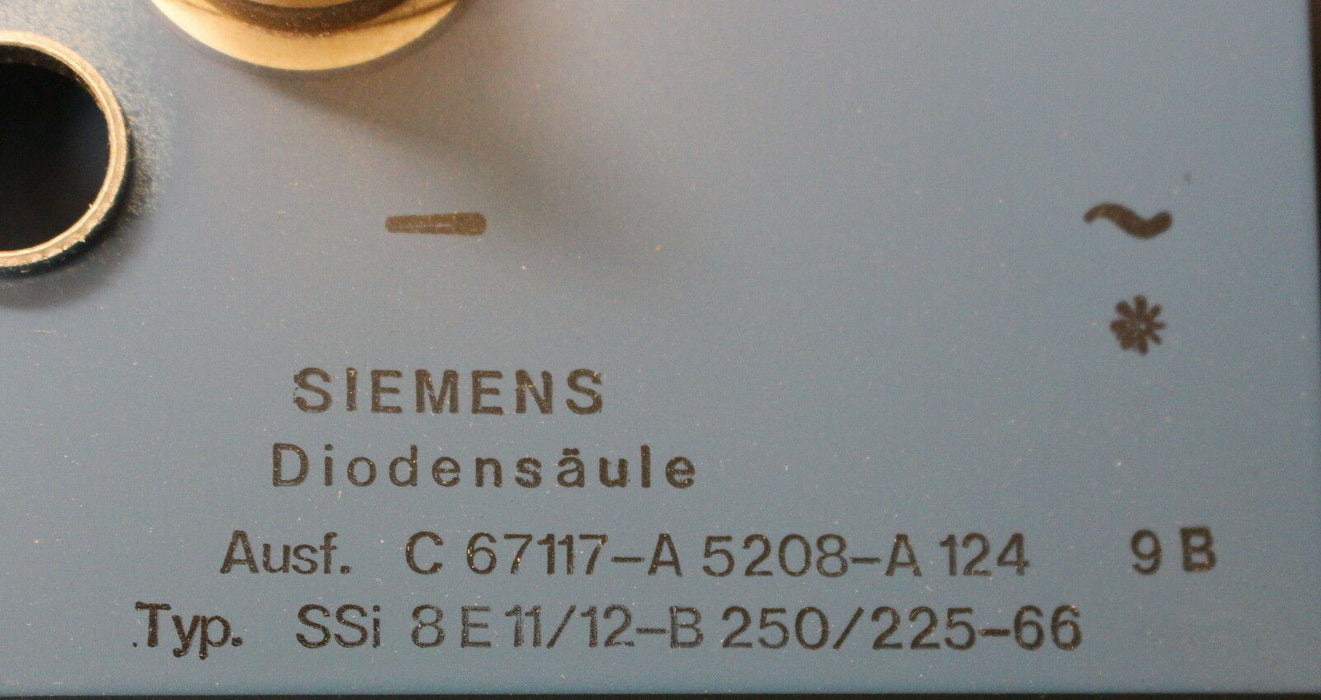 – ~
*
SIEMENS
Diodensäule
Ausf. C 67117-A 5208-A 124 9 B
Typ. SSi 8 E 11/12-B 250/225-66